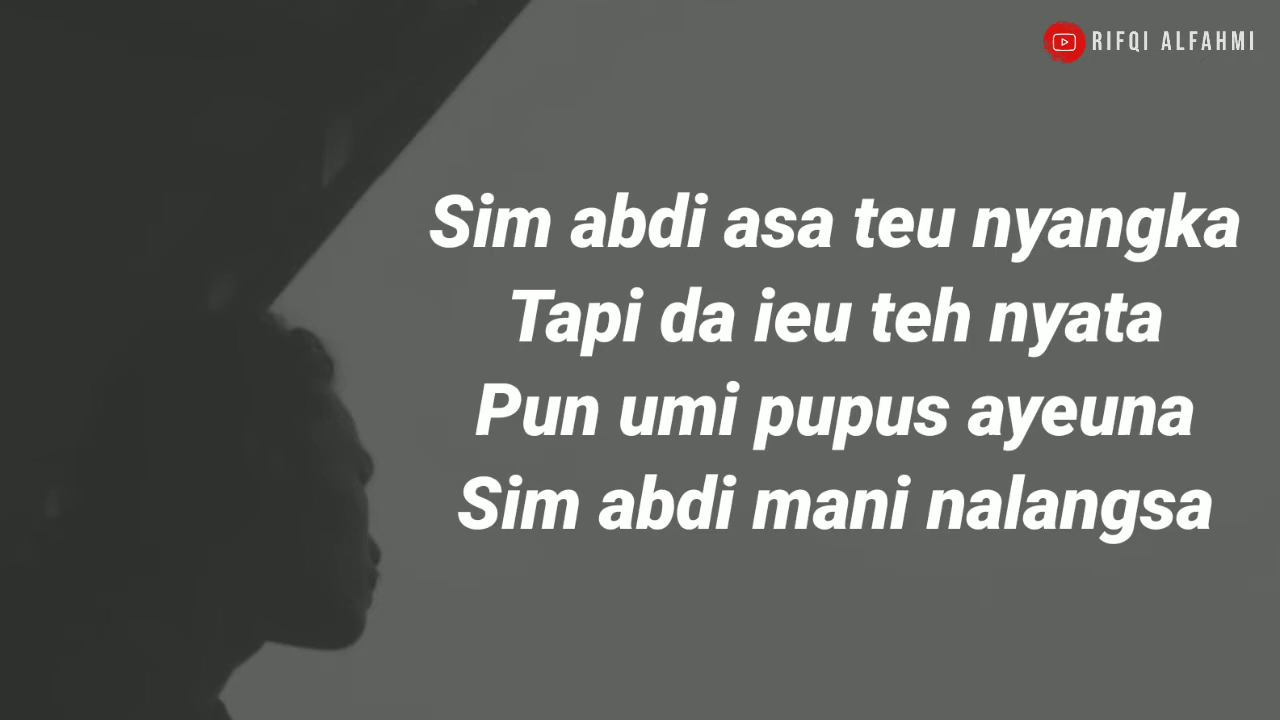 RIFQI ALFAHMI
Sim abdi asa teu nyangka
Tapi da ieu teh nyata
Pun umi pupus ayeuna
Sim abdi mani nalangsa